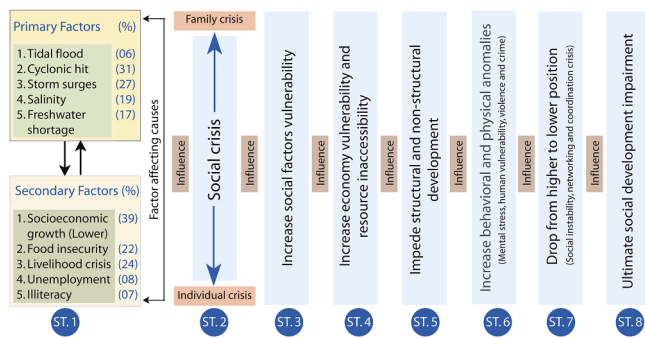 Primary Factors (%)
1. Tidal flood (06)
2. Cyclonic hit (31)
3. Storm surges (27)
4. Salinity (19)
5. Freshwater (17)
shortage
Secondary Factors (%)
1. Socioeconomic (39)
growth (Lower)
2. Food insecurity (22)
3. Livelihood crisis (24)
4. Unemployment (08)
5. Illiteracy (07)
Factor affecting causes
Influence
Family crisis
Social crisis
Individual crisis
Influence
Increase social factors vulnerability
Influence
Increase economy vulnerability and
resource inaccessibility
Influence
Impede structural and non-structural
development
Influence
Increase behavioral and physical anomalies
(Mental stress, human vulnerability, violence and crime)
Influence
Drop from higher to lower position
(Social instability, networking and coordination crisis)
Influence
Ultimate social development impairment
ST. 1
ST. 2
ST. 3
ST. 4
ST. 5
ST. 6
ST. 7
ST. 8